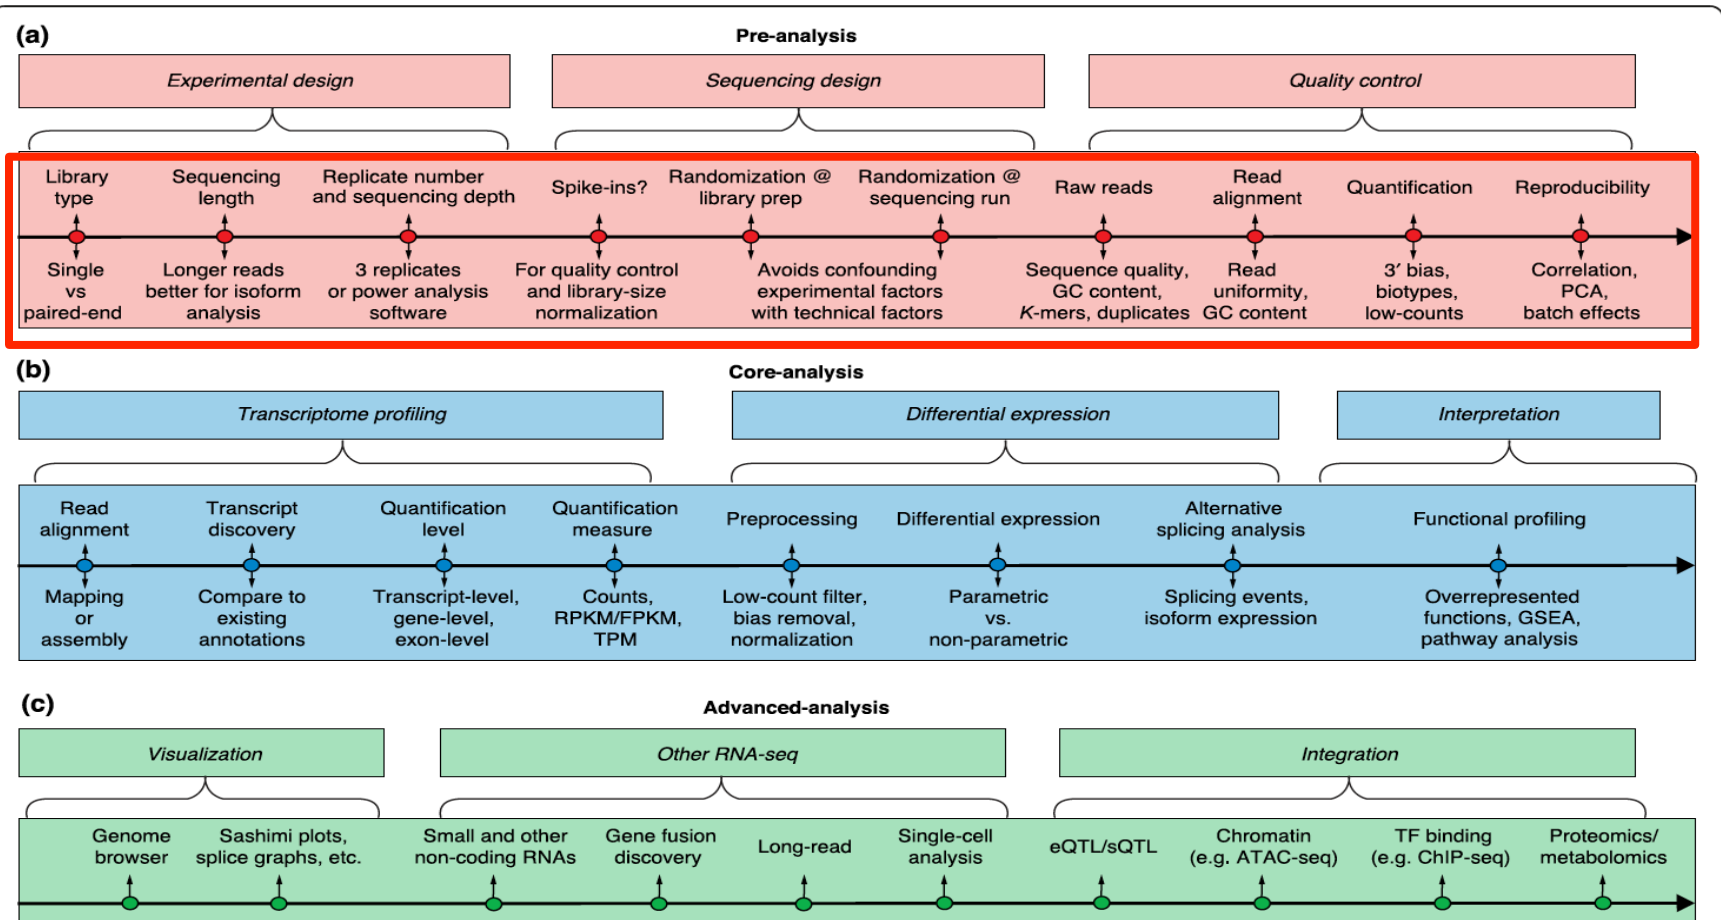 (a)
Pre-analysis
Experimental design
Sequencing design
Quality control
Library
type
Sequencing
length
Replicate number
and sequencing depth
Spike-ins?
Randomization @
library prep
Randomization @
sequencing run
Raw reads
Read
alignment
Quantification
Reproducibility
Single
vs
paired-end
Longer reads
better for isoform
analysis
3 replicates
or power analysis
software
For quality control
and library-size
normalization
Avoids confounding
experimental factors
with technical factors
Sequence quality,
GC content,
K-mers, duplicates
Read
uniformity,
GC content
3′ bias,
biotypes,
low-counts
Correlation,
PCA,
batch effects
(b)
Core-analysis
Transcriptome profiling
Differential expression
Interpretation
Read
alignment
Transcript
discovery
Quantification
level
Quantification
measure
Preprocessing
Differential expression
Alternative
splicing analysis
Functional profiling
Mapping
or
assembly
Compare to
existing
annotations
Transcript-level,
gene-level,
exon-level
Counts,
RPKM/FPKM,
TPM
Low-count filter,
bias removal,
normalization
Parametric
vs.
non-parametric
Splicing events,
isoform expression
Overrepresented
functions, GSEA,
pathway analysis
(c)
Advanced-analysis
Visualization
Other RNA-seq
Integration
Genome
browser
Sashimi plots,
splice graphs, etc.
Small and other
non-coding RNAs
Gene fusion
discovery
Long-read
Single-cell
analysis
eQTL/sQTL
Chromatin
(e.g. ATAC-seq)
TF binding
(e.g. ChIP-seq)
Proteomics/
metabolomics